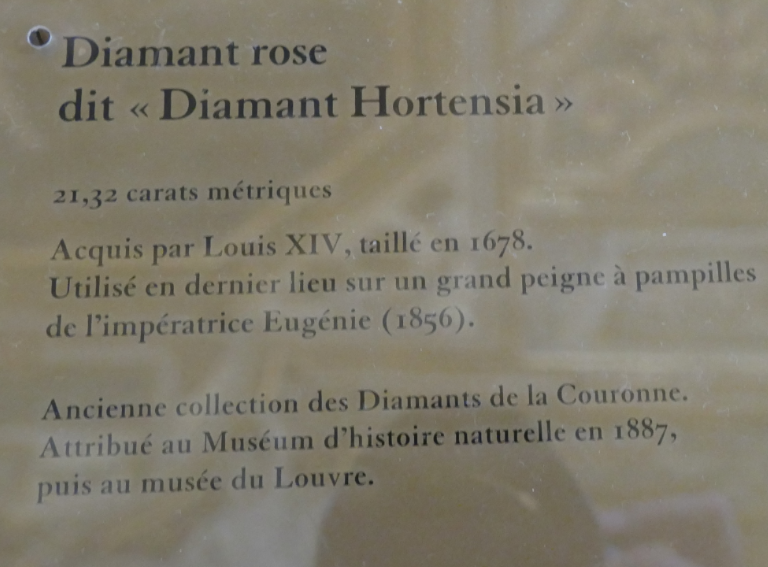 Diamant rose
dit « Diamant Hortensia »
21,32 carats métriques
Acquis par Louis XIV, taillé en 1678.
Utilisé en dernier lieu sur un grand peigne à pampilles
de l'impératrice Eugénie (1856).
Ancienne collection des Diamants de la Couronne.
Attribué au Muséum d'histoire naturelle en 1887,
puis au musée du Louvre.